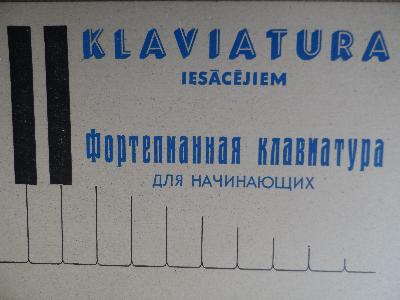 KLAVIATURA
IESĀCĒJIEM
Фортепианная клавиатура
ДЛЯ НАЧИНАЮЩИХ